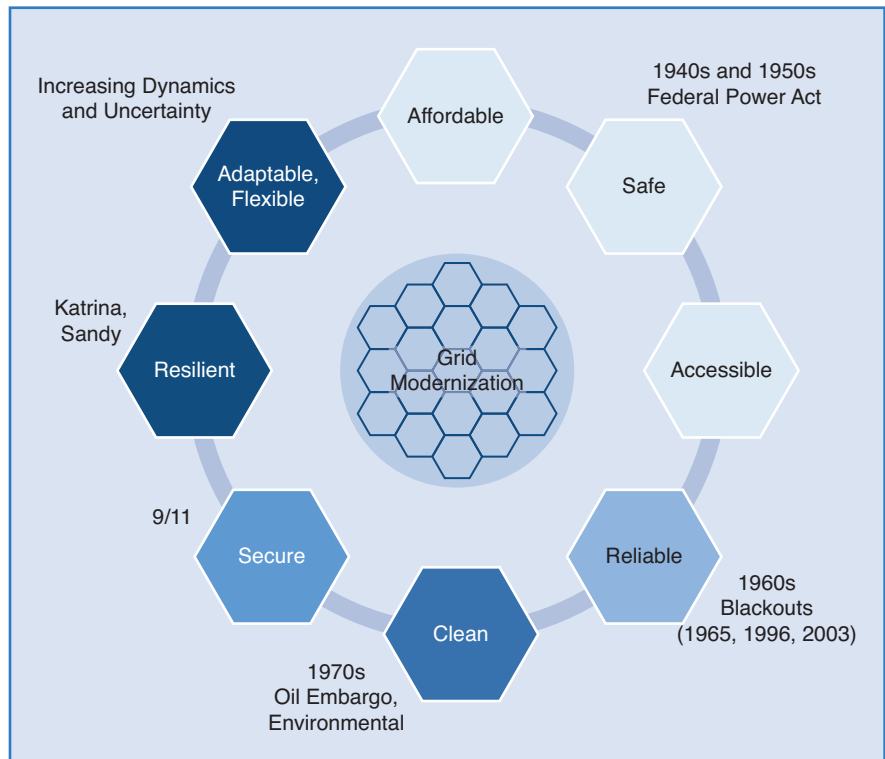 Increasing Dynamics
and Uncertainty
Affordable
1940s and 1950s
Federal Power Act
Adaptable,
Flexible
Safe
Katrina,
Sandy
Resilient
Grid
Modernization
Accessible
9/11
Secure
Reliable
1960s
Blackouts
(1965, 1996, 2003)
Clean
1970s
Oil Embargo,
Environmental